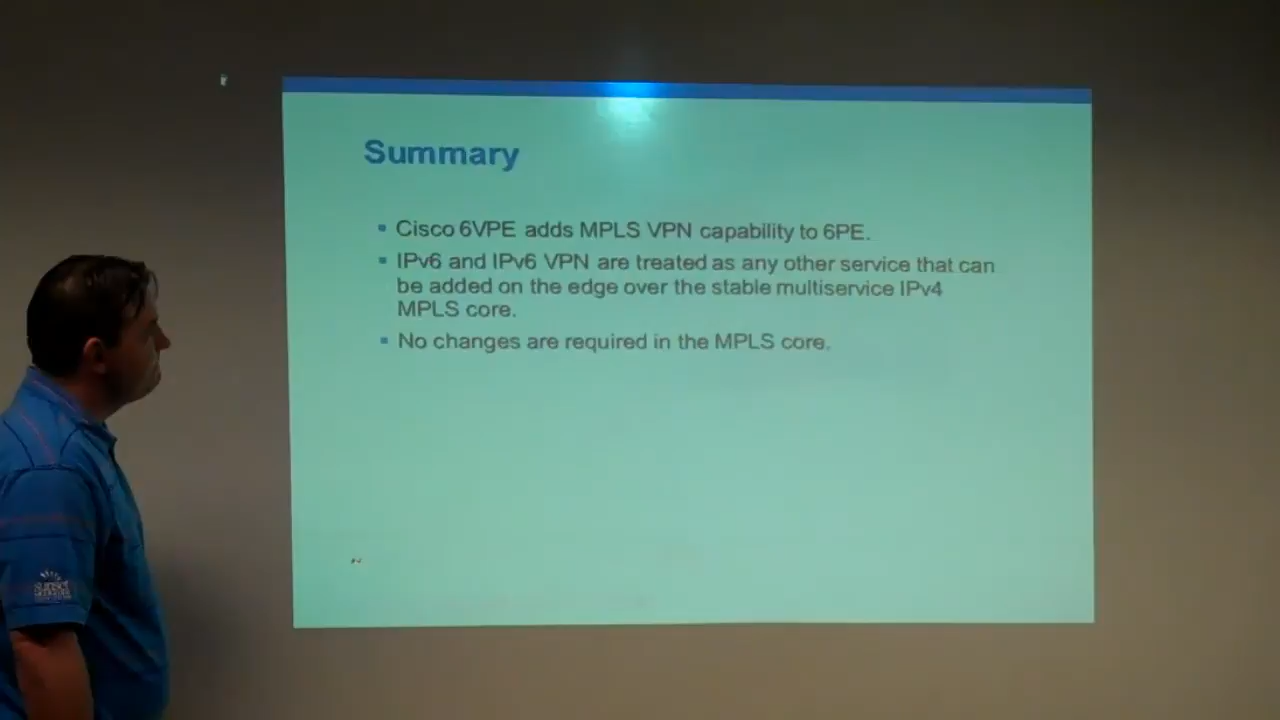 Summary
Cisco 6VPE adds MPLS VPN capability to 6PE.
IPv6 and IPv6 VPN are treated as any other service that can
be added on the edge over the stable multiservice IPv4
MPLS core.
No changes are required in the MPLS core.
sunset